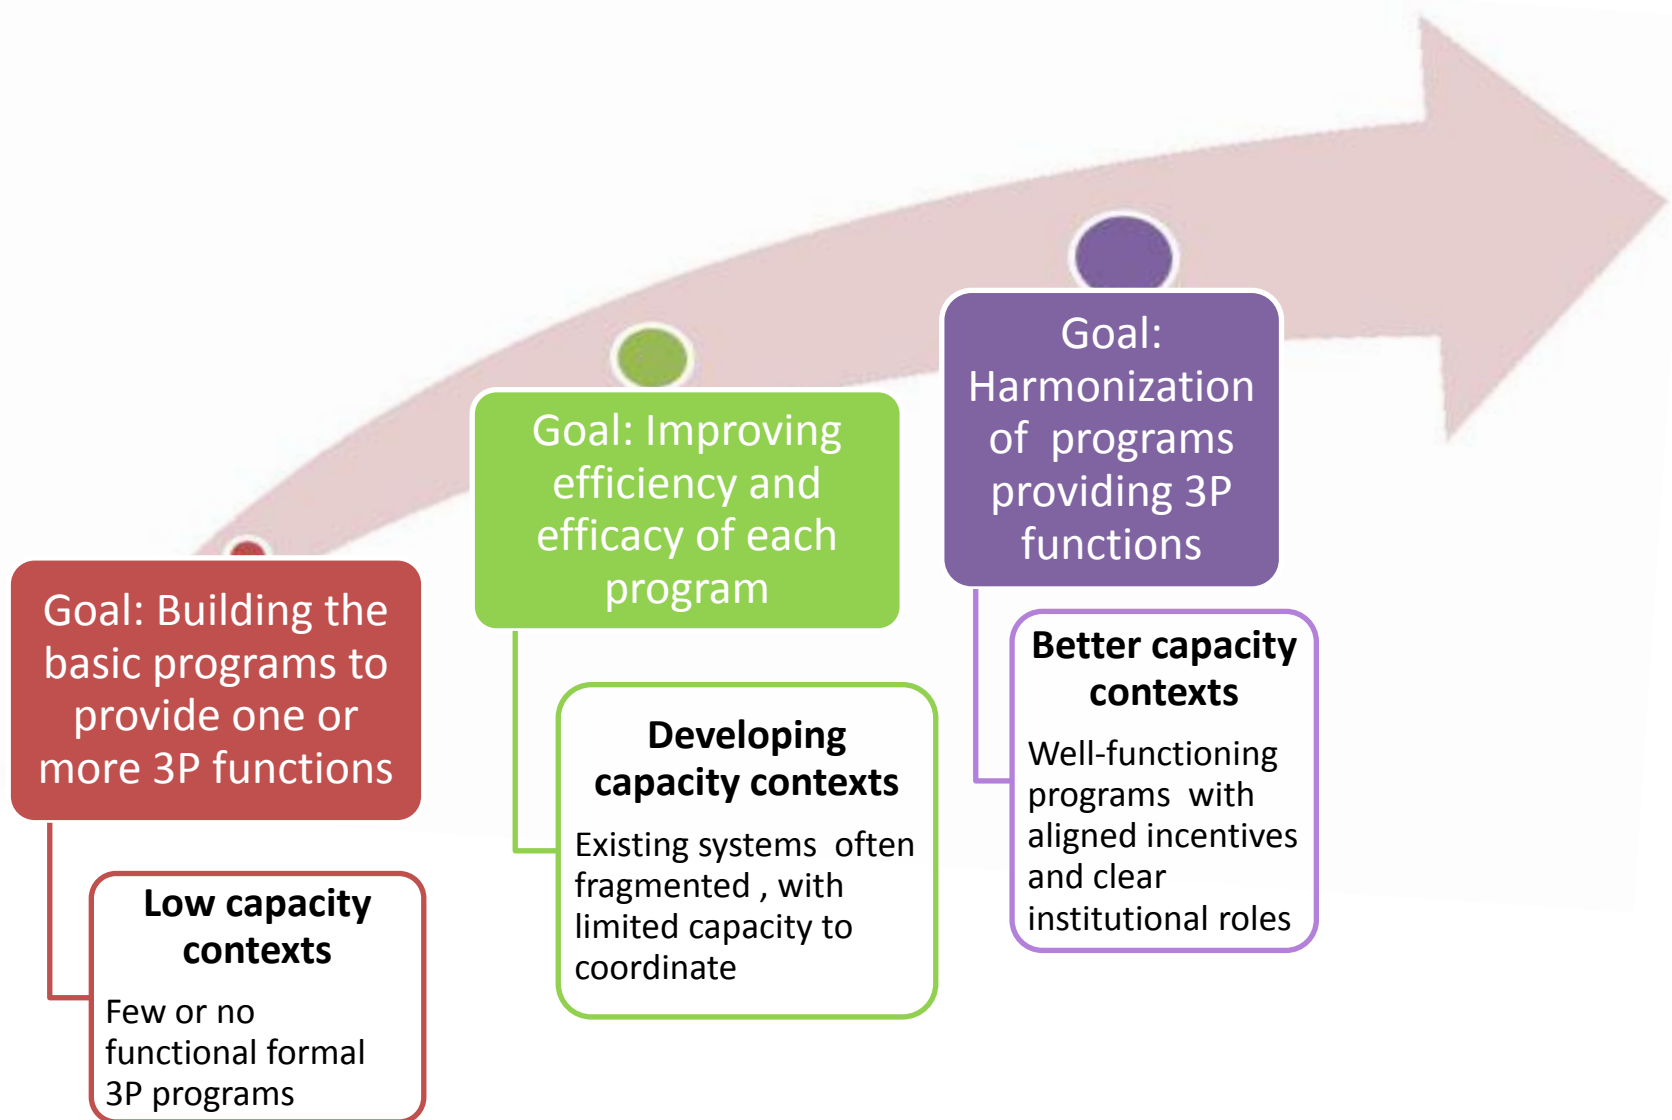 Goal: Building the
basic programs to
provide one or
more 3P functions
Low capacity
contexts
Few or no
functional formal
3P programs
Goal: Improving
efficiency and
efficacy of each
program
Developing
capacity contexts
Existing systems  often
fragmented , with
limited capacity to
coordinate
Goal:
Harmonization
of  programs
providing 3P
functions
Better capacity
contexts
Well-functioning
programs  with
aligned incentives
and clear
institutional roles